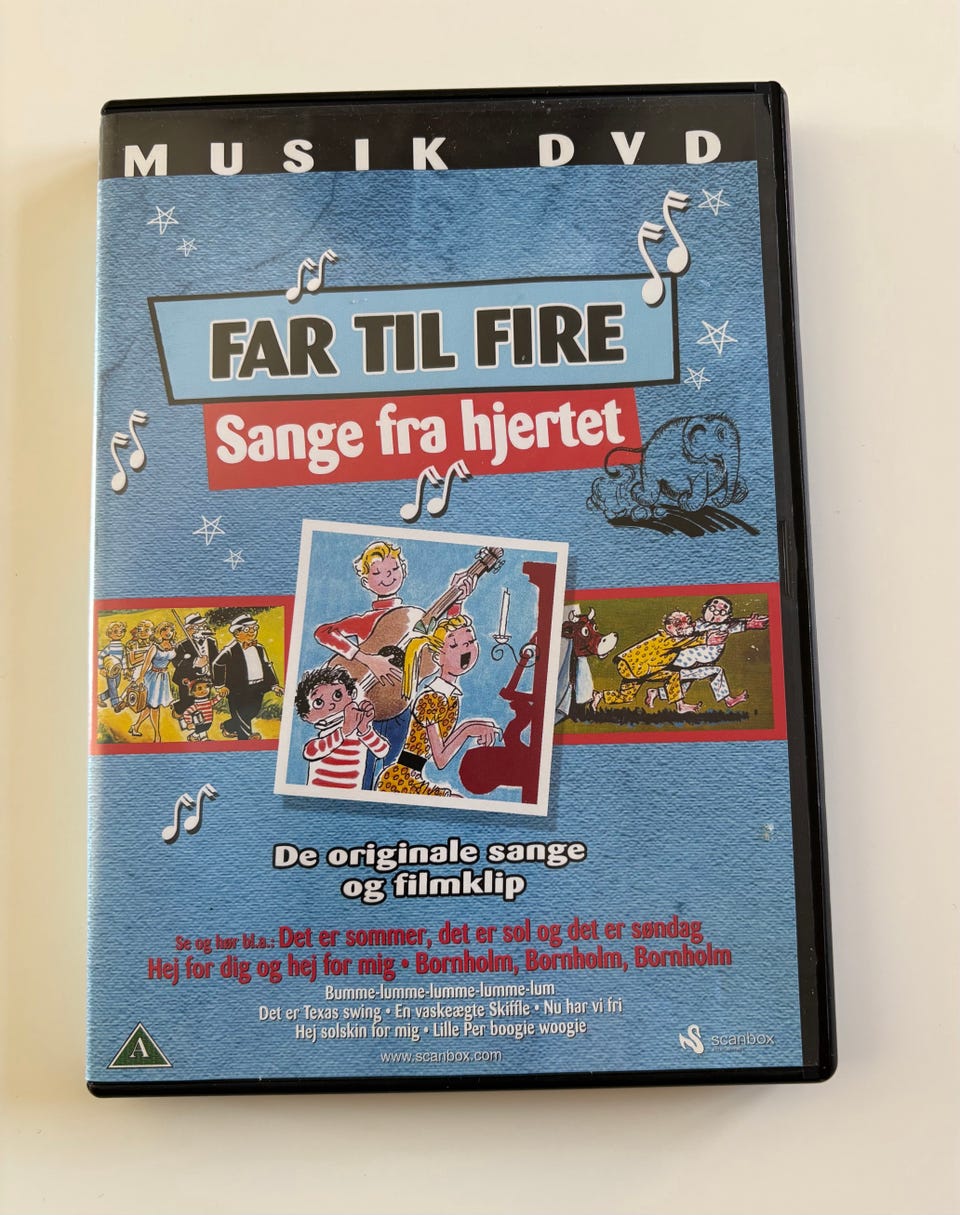 MUSIK DVD
FAR TIL FIRE
Sange fra hjertet
De originale sange
og filmklip
Se og hør bl.a.: Det er sommer, det er sol og det er søndag
Hej for dig og hej for mig • Bornholm, Bornholm, Bornholm
Bumme-lumme-lumme-lumme-lum
Det er Texas swing • En vaskeægte Skiffle • Nu har vi fri
Hej solskin for mig • Lille Per boogie woogie
www.scanbox.com
A
scanbox